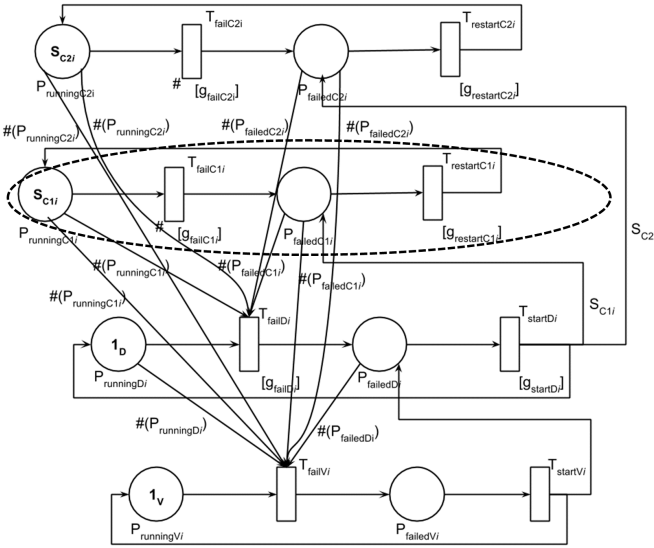 T_failC2i
T_restartC2i
S_C2i
#
[g_failC2i]
[g_restartC2i]
P_runningC2i
P_failedC2i
#(P_runningC2i)
#(P_runningC2i)
#(P_failedC2i)
#(P_failedC2i)
T_failC1i
T_restartC1i
S_C1i
#
[g_failC1i]
[g_restartC1i]
P_runningC1i
P_failedC1i
S_C2
#(P_runningC1i)
#(P_failedC1i)
#(P_failedC1i)
#(P_runningC1i)
S_C1i
T_failDi
T_startDi
1_D
P_runningDi
[g_failDi]
P_failedDi
[g_startDi]
#(P_runningDi)
#(P_failedDi)
T_failVi
T_startVi
1_V
P_runningVi
P_failedVi